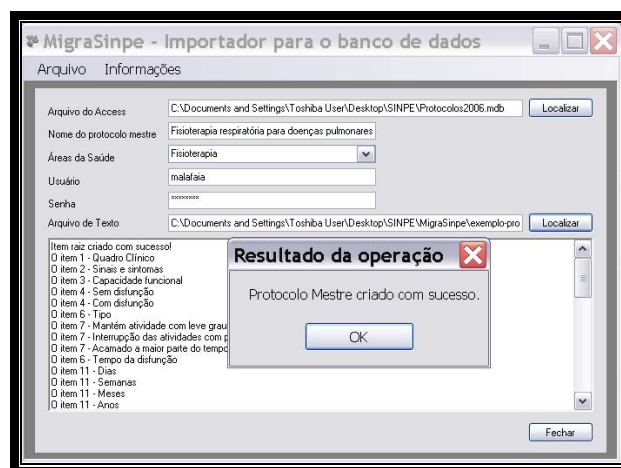 MigraSinpe - Importador para o banco de dados
Arquivo Informações
Arquivo do Access C:\Documents and Settings\Toshiba User\Desktop\SINPE\Protocolos2006.mdb Localizar
Nome do protocolo mestre Fisioterapia respiratória para doenças pulmonares
Áreas da Saúde Fisioterapia
Usuário malafaia
Senha ********
Arquivo de Texto C:\Documents and Settings\Toshiba User\Desktop\SINPE\MigraSinpe\exemplo-pro Localizar
Item raiz criado com sucesso!
O item 1 - Quadro Clínico
O item 2 - Sinais e sintomas
O item 3 - Capacidade funcional
O item 4 - Sem disfunção
O item 4 - Com disfunção
O item 6 - Tipo
O item 7 - Mantém atividade com leve grau
O item 7 - Interrupção das atividades com
O item 7 - Acamado a maior parte do tempo
O item 6 - Tempo da disfunção
O item 11 - Dias
O item 11 - Semanas
O item 11 - Meses
O item 11 - Anos
Resultado da operação
Protocolo Mestre criado com sucesso.
OK
Fechar